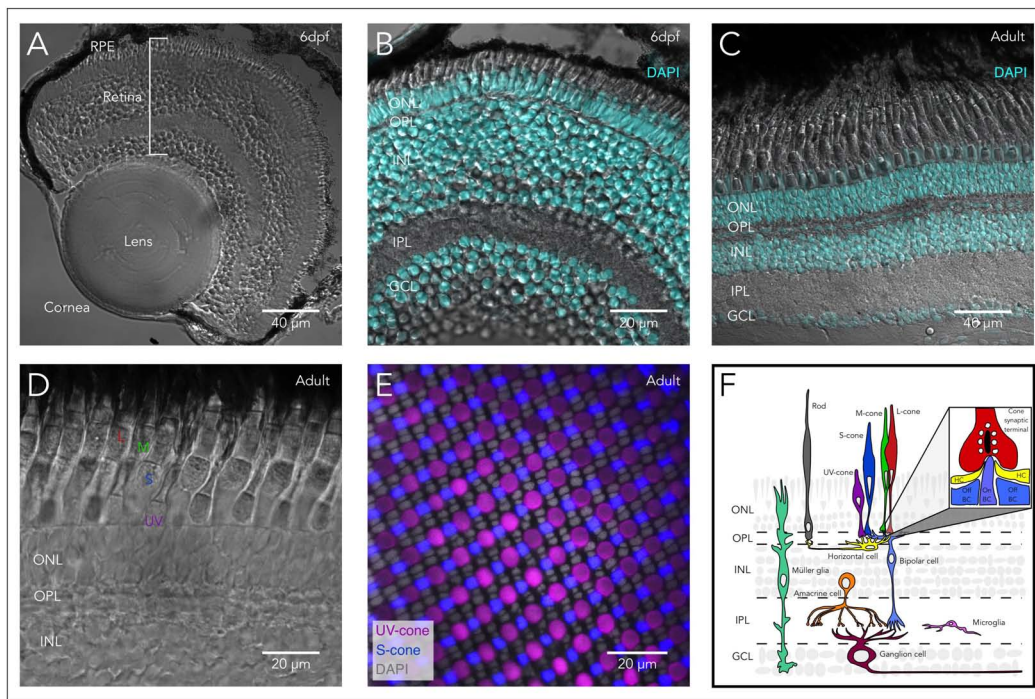 A
6dpf
RPE
Retina
Lens
Cornea
40 µm
B
6dpf
DAPI
ONL
OPL
INL
IPL
GCL
20 µm
C
Adult
DAPI
ONL
OPL
INL
IPL
GCL
40 µm
D
Adult
L
M
S
UV
ONL
OPL
INL
20 µm
E
Adult
UV-cone
S-cone
DAPI
20 µm
F
Rod
M-cone
L-cone
S-cone
UV-cone
Cone
synaptic
terminal
HC
HC
Off
BC
On
BC
Off
BC
ONL
OPL
INL
IPL
GCL
Horizontal cell
Bipolar cell
Müller glia
Amacrine cell
Microglia
Ganglion cell